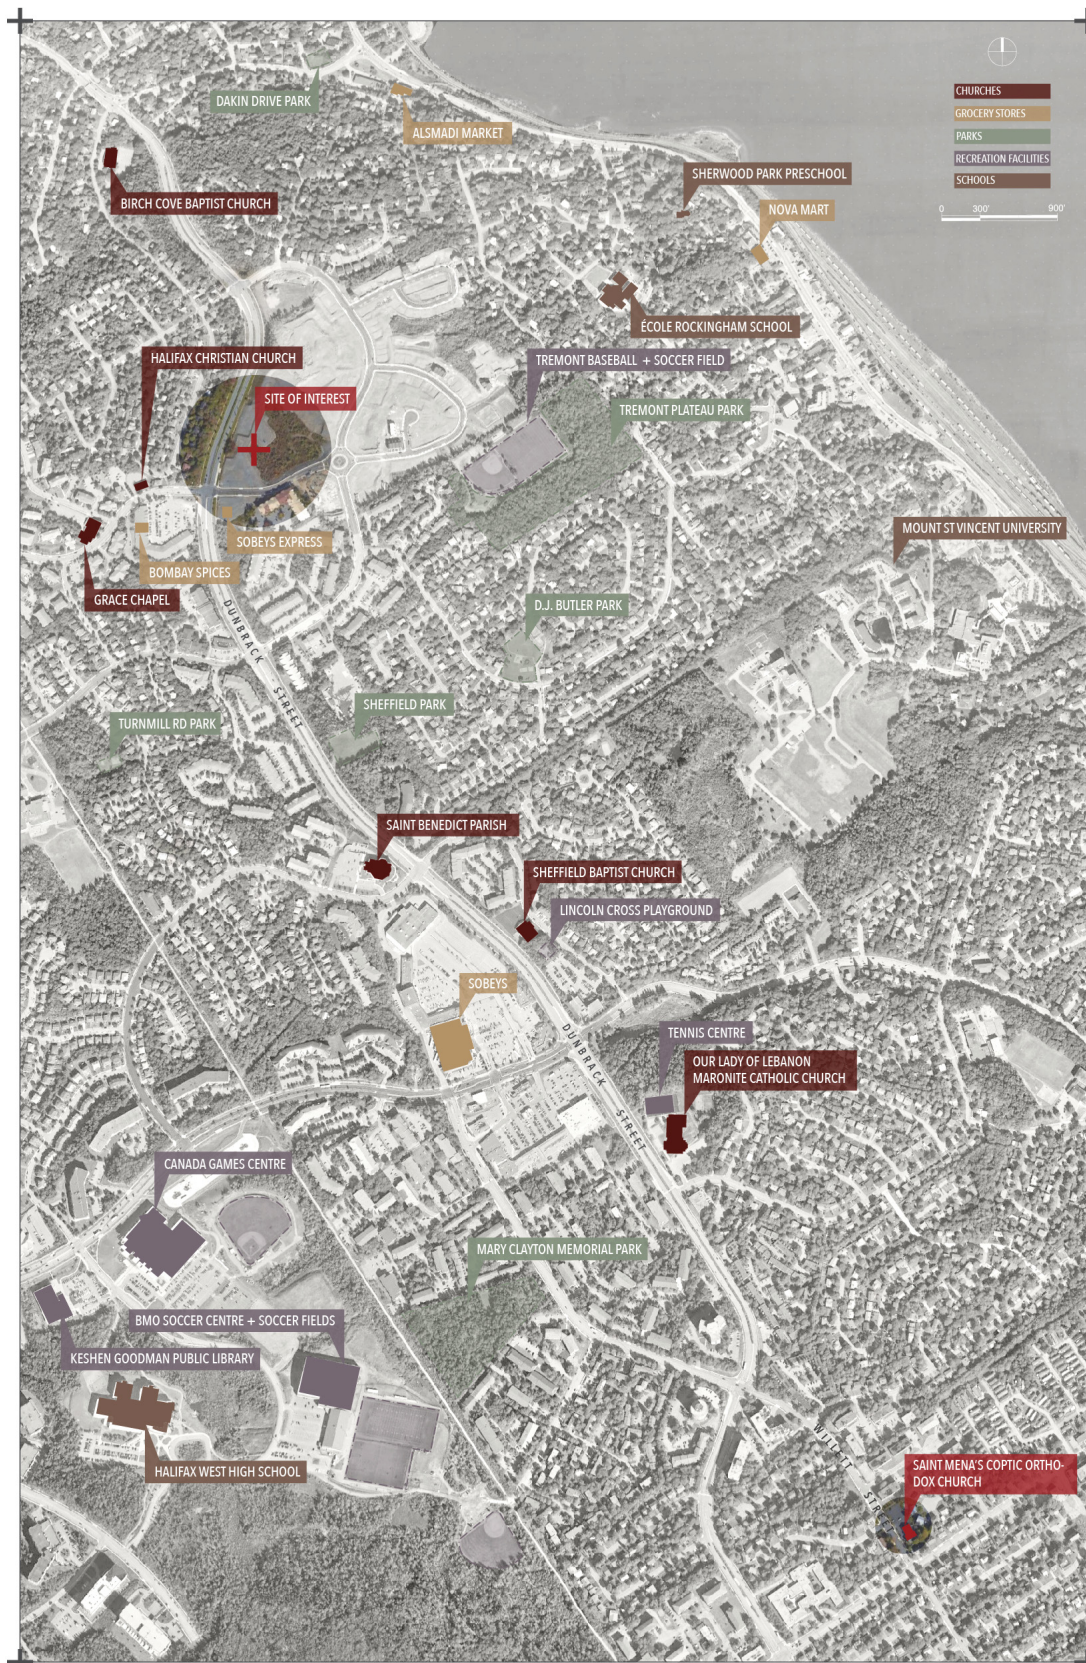 DAKIN DRIVE PARK
ALSMADI MARKET
CHURCHES
GROCERY STORES
PARKS
RECREATION FACILITIES
SCHOOLS
0 300' 900'
BIRCH COVE BAPTIST CHURCH
SHERWOOD PARK PRESCHOOL
NOVA MART
ÉCOLE ROCKINGHAM SCHOOL
HALIFAX CHRISTIAN CHURCH
TREMONT BASEBALL + SOCCER FIELD
SITE OF INTEREST
TREMONT PLATEAU PARK
MOUNT ST VINCENT UNIVERSITY
SOBEYS EXPRESS
BOMBAY SPICES
GRACE CHAPEL
D.J. BUTLER PARK
DUNBRACK STREET
SHEFFIELD PARK
TURNMILL RD PARK
SAINT BENEDICT PARISH
SHEFFIELD BAPTIST CHURCH
LINCOLN CROSS PLAYGROUND
SOBEYS
TENNIS CENTRE
DUNBRACK STREET
OUR LADY OF LEBANON
MARONITE CATHOLIC CHURCH
CANADA GAMES CENTRE
MARY CLAYTON MEMORIAL PARK
BMO SOCCER CENTRE + SOCCER FIELDS
KESHEN GOODMAN PUBLIC LIBRARY
HALIFAX WEST HIGH SCHOOL
SAINT MENA'S COPTIC ORTHO-
DOX CHURCH